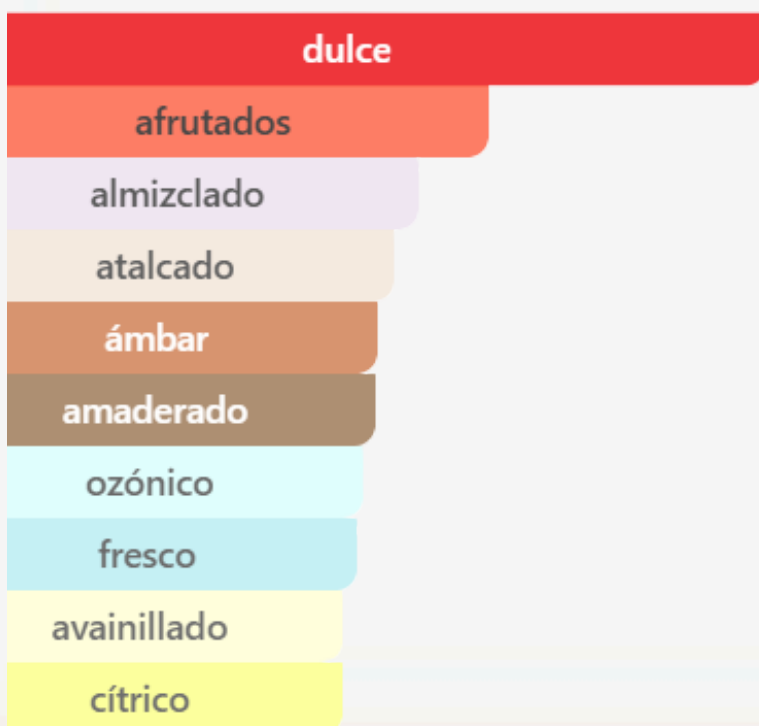 dulce
afrutados
almizclado
atalcado
ámbar
amaderado
ozónico
fresco
avainillado
cítrico